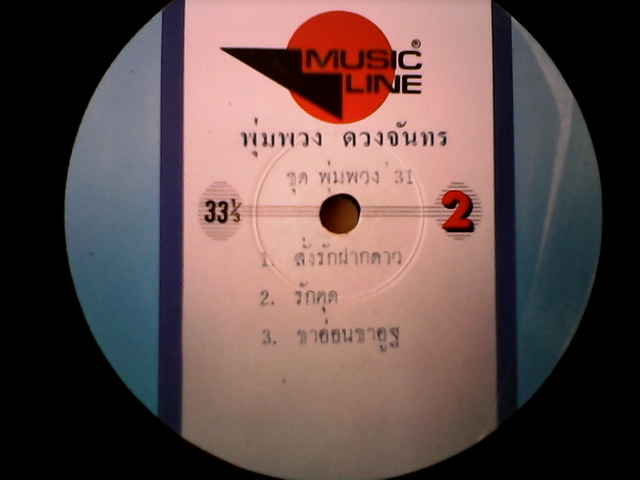 MUSIC®
LINE
พุ่มพวง ดวงจันทร
ชุด พุ่มพวง '31
33⅓
2
1. สั่งรักฝากดาว
2. รักคุด
3. ขาอ่อนขาอูฐ